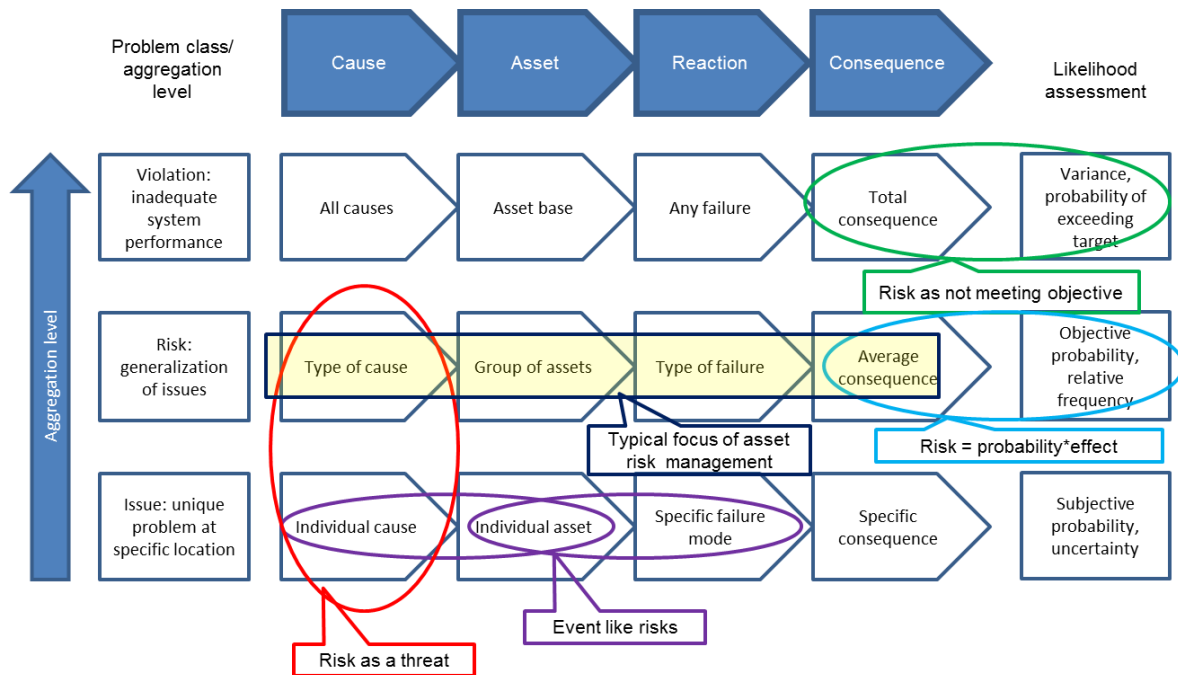 Problem class/
aggregation
level
Cause
Asset
Reaction
Consequence
Likelihood
assessment
Aggregation level
Violation:
inadequate
system
performance
All causes
Asset base
Any failure
Total
consequence
Variance,
probability of
exceeding
target
Risk as not meeting objective
Risk:
generalization
of issues
Type of cause
Group of assets
Type of failure
Average
consequence
Objective
probability,
relative
frequency
Typical focus of asset
risk management
Risk = probability*effect
Issue: unique
problem at
specific location
Individual cause
Individual asset
Specific failure
mode
Specific
consequence
Subjective
probability,
uncertainty
Event like risks
Risk as a threat